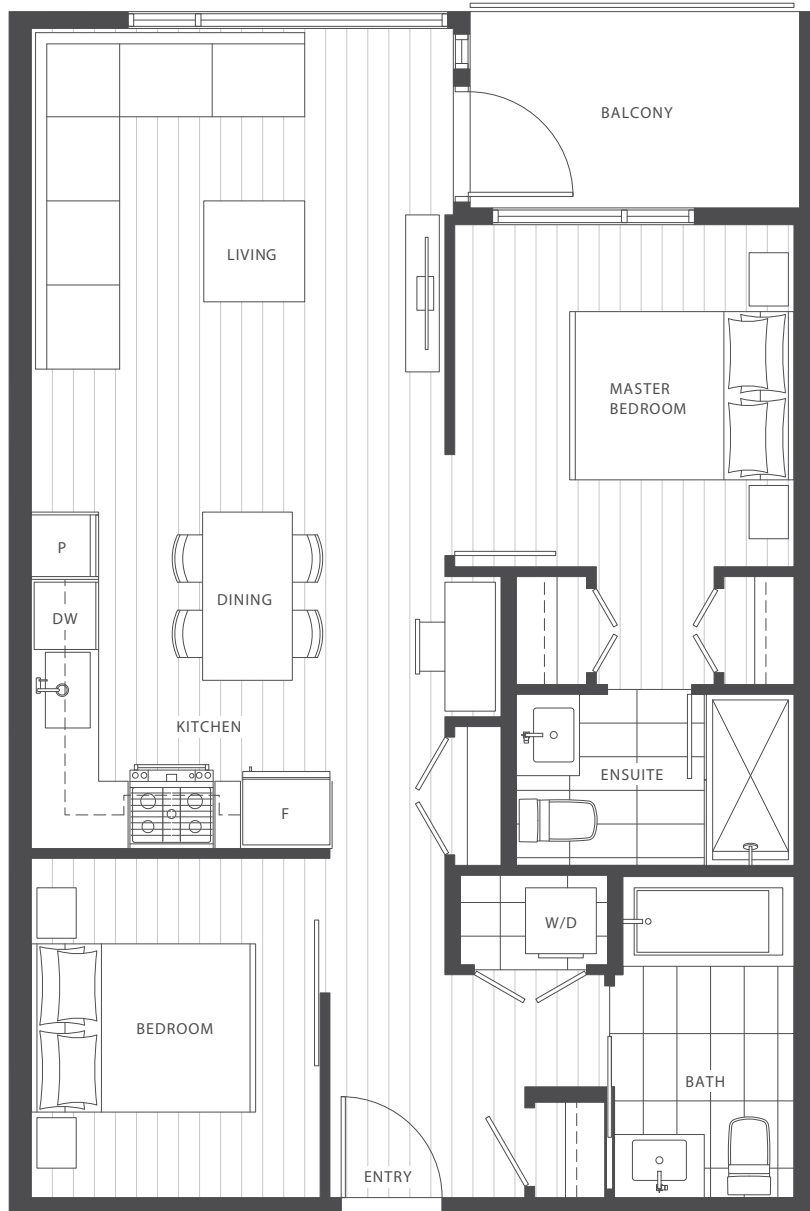 BALCONY
LIVING
MASTER
BEDROOM
P
DW
DINING
KITCHEN
ENSUITE
F
W/D
BEDROOM
BATH
ENTRY